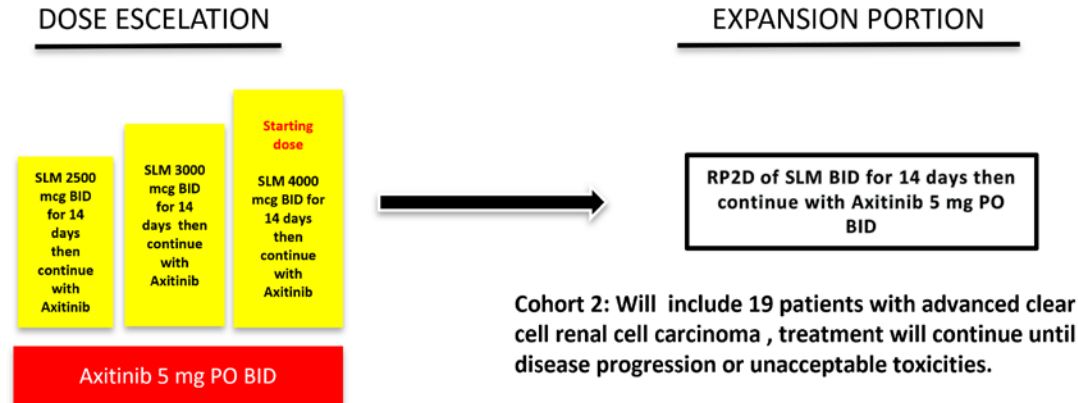 DOSE ESCELATION
EXPANSION PORTION
SLM 2500
mcg BID
for 14
days
then
continue
with
Axitinib
SLM 3000
mcg BID
for 14
days then
continue
with
Axitinib
Starting
dose
SLM 4000
mcg BID for
14 days
then
continue
with
Axitinib
Axitinib 5 mg PO BID
RP2D of SLM BID for 14 days then
continue with Axitinib 5 mg PO
BID
Cohort 2: Will include 19 patients with advanced clear
cell renal cell carcinoma , treatment will continue until
disease progression or unacceptable toxicities.